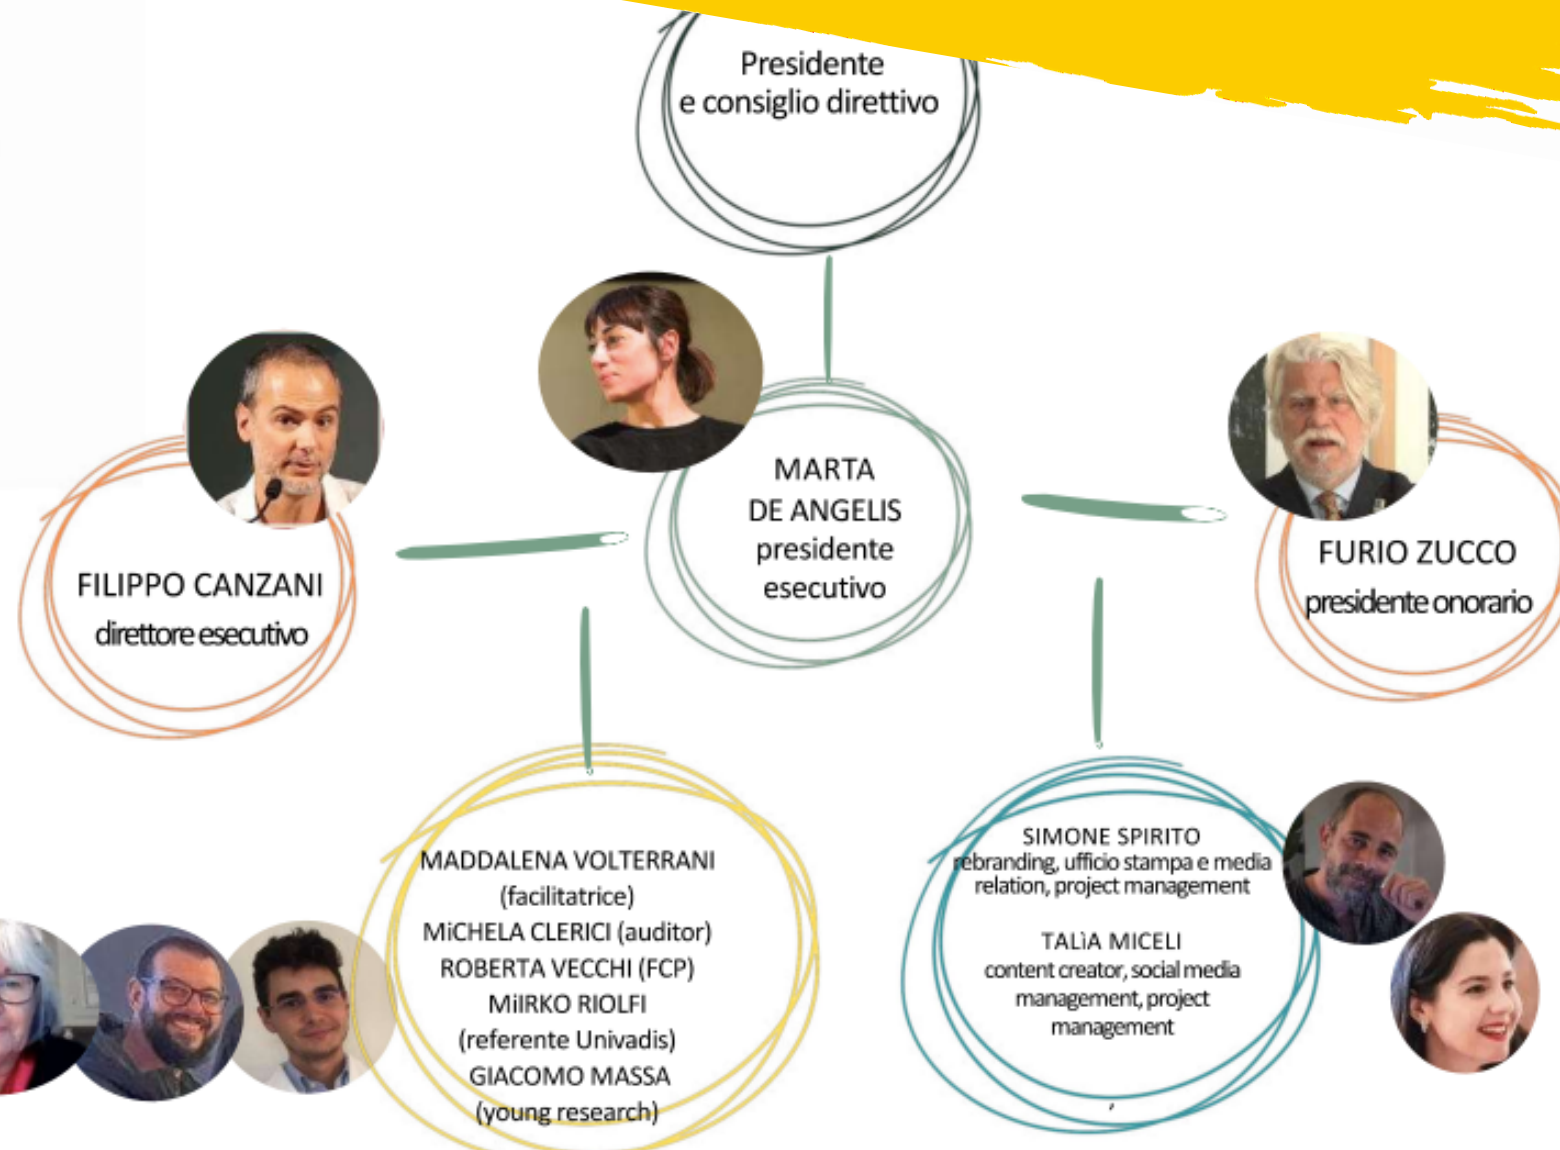 Presidente
e consiglio direttivo
MARTA
DE ANGELIS
presidente
esecutivo
FILIPPO CANZANI
direttore esecutivo
FURIO ZUCCO
presidente onorario
MADDALENA VOLTERRANI
(facilitatrice)
MiCHELA CLERICI (auditor)
ROBERTA VECCHI (FCP)
MiIRKO RIOLFI
(referente Univadis)
GIACOMO MASSA
(young research)
SIMONE SPIRITO
rebranding, ufficio stampa e media
relation, project management
TALìA MICELI
content creator, social media
management, project
management
,